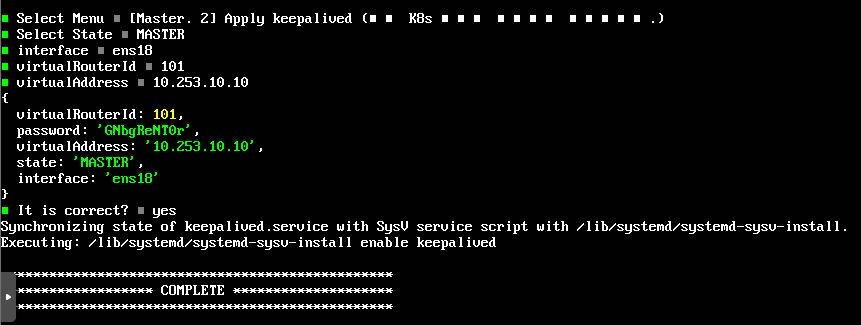 Select Menu [Master. 2] Apply keepalived ( K8s .)
Select State MASTER
interface ens18
virtualRouterId 101
virtualAddress 10.253.10.10
{
virtualRouterId: 101,
password: 'GNbgReNT0r',
virtualAddress: '10.253.10.10',
state: 'MASTER',
interface: 'ens18'
}
It is correct? yes
Synchronizing state of keepalived.service with SysV service script with /lib/systemd/systemd-sysv-install.
Executing: /lib/systemd/systemd-sysv-install enable keepalived
***********************************************
***************** COMPLETE ********************
***********************************************